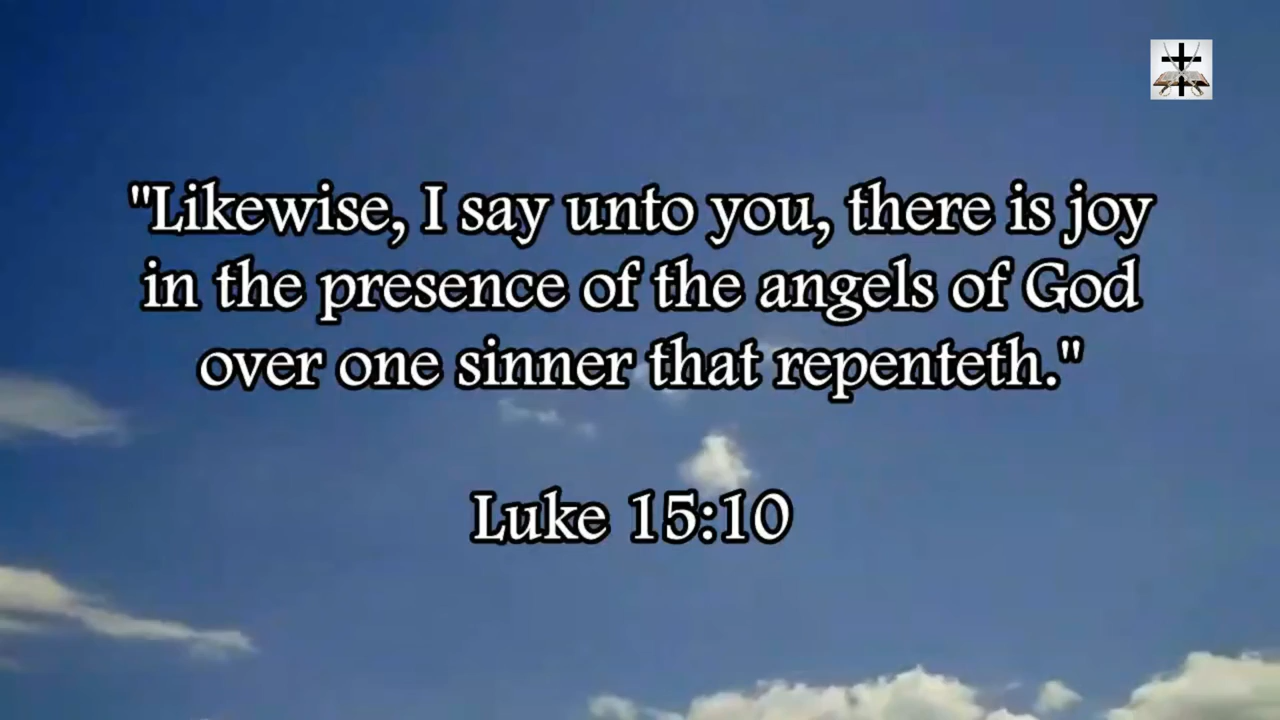 "Likewise, I say unto you, there is joy
in the presence of the angels of God
over one sinner that repenteth."
Luke 15:10